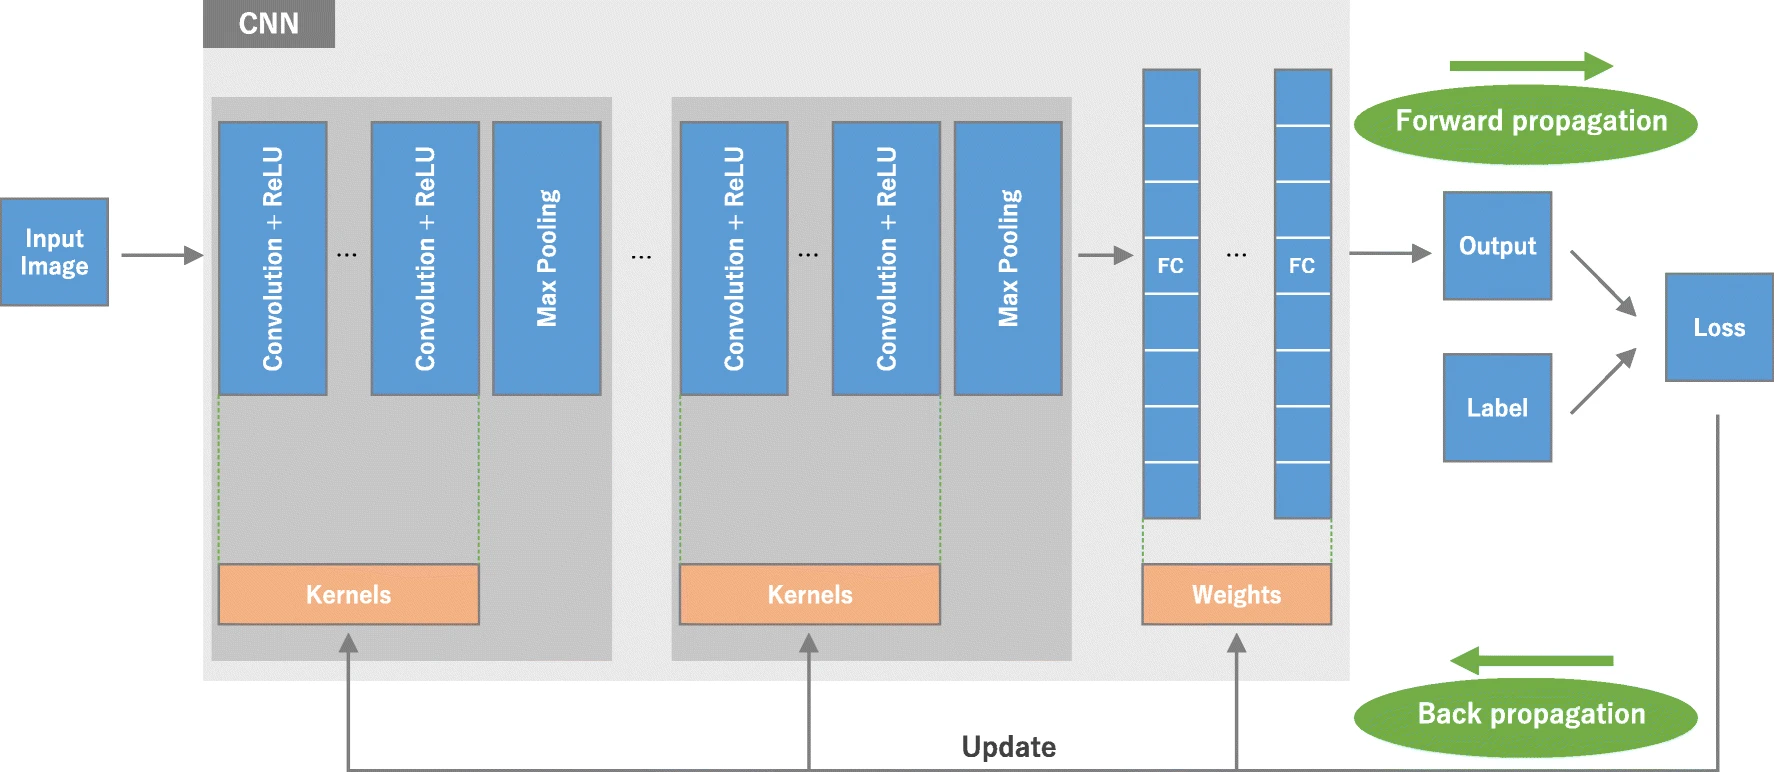 CNN
Input
Image
Convolution + ReLU
...
Convolution + ReLU
Max Pooling
Kernels
...
Convolution + ReLU
...
Convolution + ReLU
Max Pooling
Kernels
FC
...
FC
Weights
Forward propagation
Output
Label
Loss
Back propagation
Update